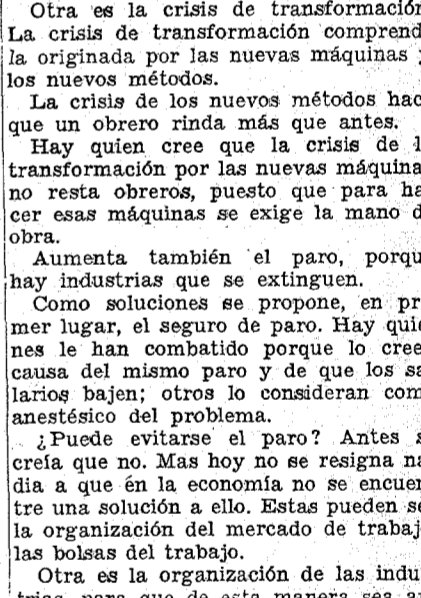 Otra es la crisis de transformación
La crisis de transformación comprend
la originada por las nuevas máquinas
los nuevos métodos.
La crisis de los nuevos métodos hac
que un obrero rinda más que antes.
Hay quien cree que la crisis de l
transformación por las nuevas máquina
no resta obreros, puesto que para ha
cer esas máquinas se exige la mano d
obra.
Aumenta también el paro, porqu
hay industrias que se extinguen.
Como soluciones se propone, en pr
mer lugar, el seguro de paro. Hay quie
nes le han combatido porque lo cree
causa del mismo paro y de que los sa
larios bajen; otros lo consideran com
anestésico del problema.
¿Puede evitarse el paro? Antes s
creía que no. Mas hoy no se resigna na
dia a que én la economía no se encuen
tre una solución a ello. Estas pueden se
la organización del mercado de trabaj
las bolsas del trabajo.
Otra es la organización de las indu
que de esta manera sea